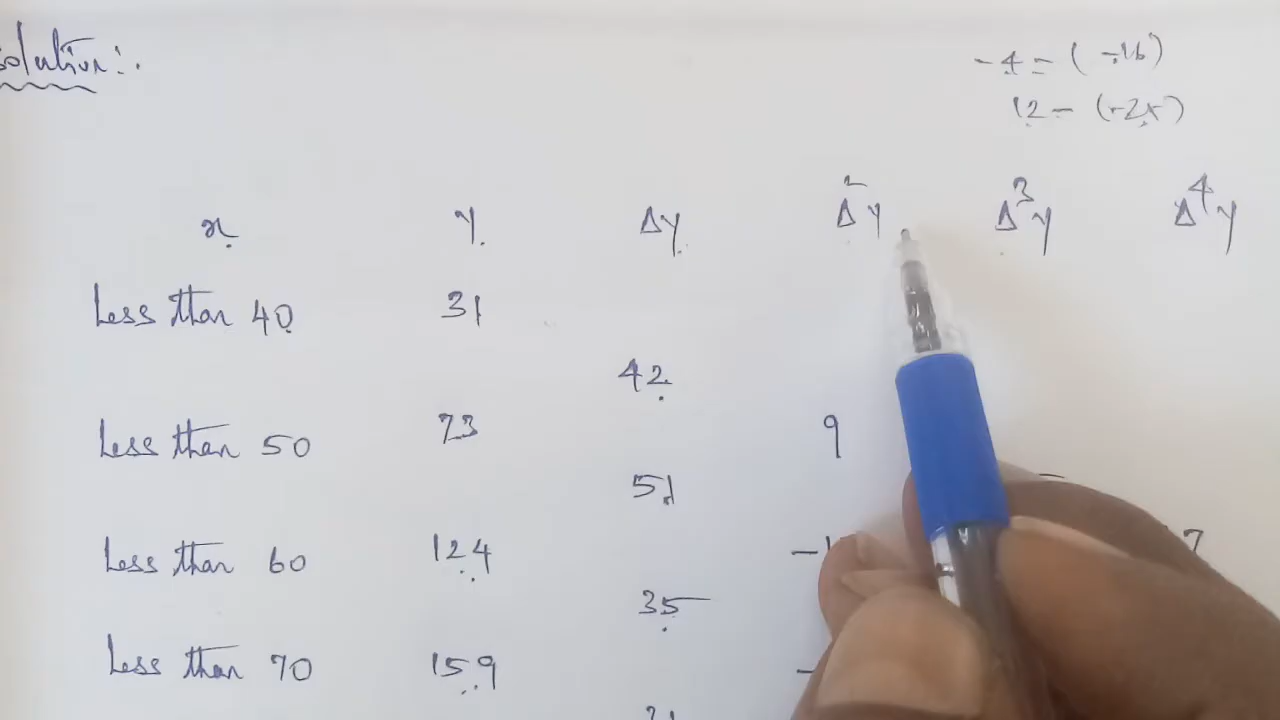 solution:.
-4 - (-16)
12 - (-25)
x y Δy Δ²y Δ³y Δ⁴y
Less than 40 31
42
Less than 50 73 9
51
Less than 60 124 7
35
Less than 70 159